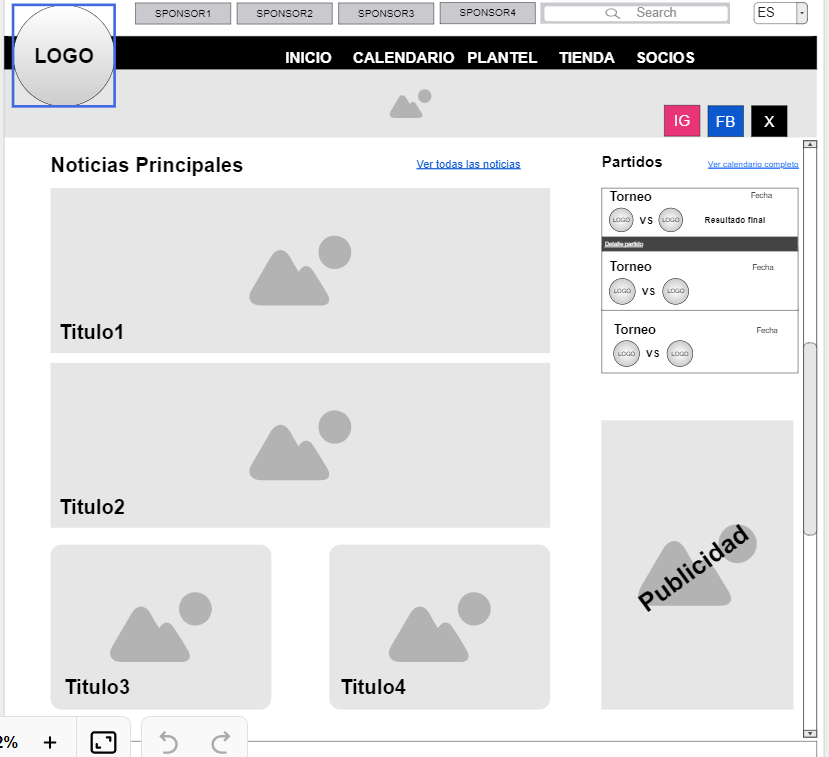 SPONSOR1 SPONSOR2 SPONSOR3 SPONSOR4 Search ES
LOGO
INICIO CALENDARIO PLANTEL TIENDA SOCIOS
IG FB X
Noticias Principales Ver todas las noticias
Partidos Ver calendario completo
Torneo Fecha
LOGO VS LOGO Resultado final
Detalle partido
Torneo Fecha
LOGO VS LOGO
Torneo Fecha
LOGO VS LOGO
Titulo1
Titulo2
Publicidad
Titulo3 Titulo4
2% +